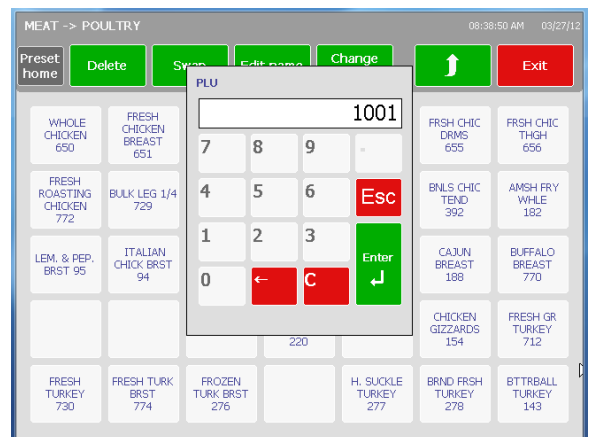 MEAT -> POULTRY
08:38:50 AM 03/27/12
Preset
home
Delete
Edit name
Change
Exit
PLU
1001
7 8 9 .
4 5 6 Esc
1 2 3
Enter
0 ← C
WHOLE
CHICKEN
650
FRESH
CHICKEN
BREAST
651
FRSH CHIC
DRMS
655
FRSH CHIC
THGH
656
FRESH
ROASTING
CHICKEN
772
BULK LEG 1/4
729
BNLS CHIC
TEND
392
AMSH FRY
WHLE
182
LEM. & PEP.
BRST 95
ITALIAN
CHICK BRST
94
CAJUN
BREAST
188
BUFFALO
BREAST
770
220
CHICKEN
GIZZARDS
154
FRESH GR
TURKEY
712
FRESH
TURKEY
730
FRESH TURK
BRST
774
FROZEN
TURK BRST
276
H. SUCKLE
TURKEY
277
BRND FRSH
TURKEY
278
BTTRBALL
TURKEY
143